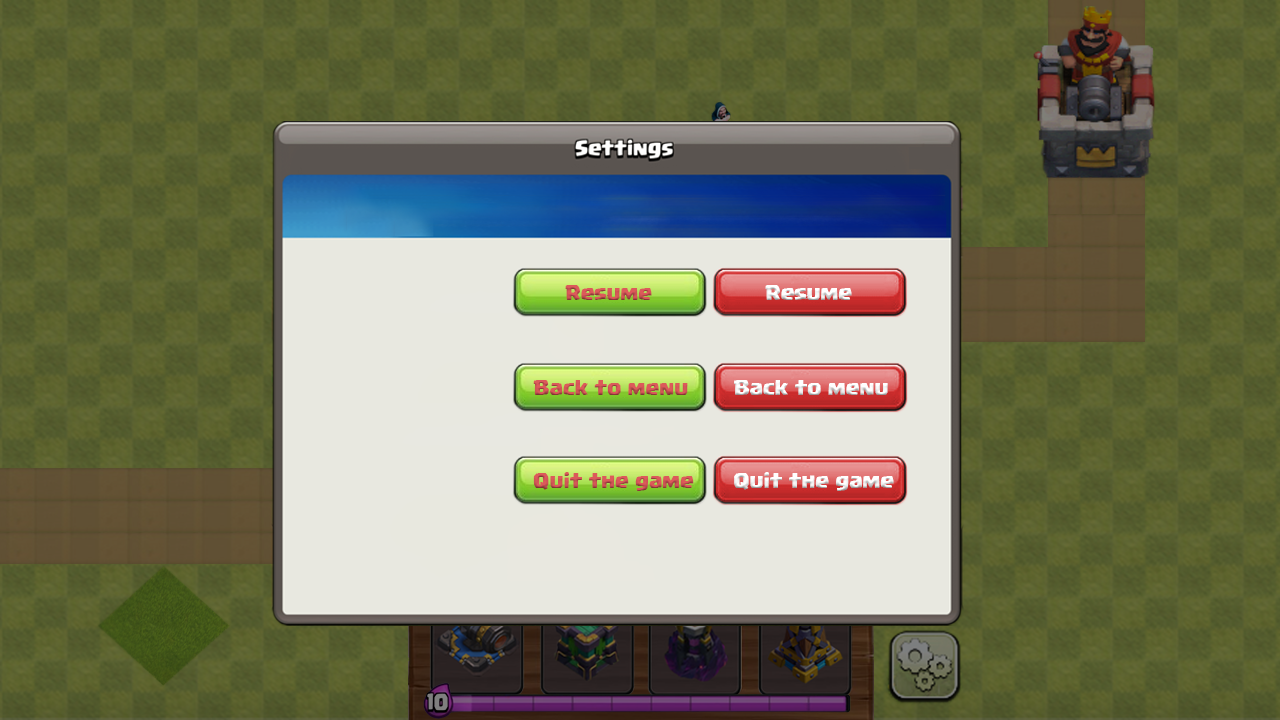 Settings
Resume Resume
Back to menu Back to menu
Quit the game Quit the game
10